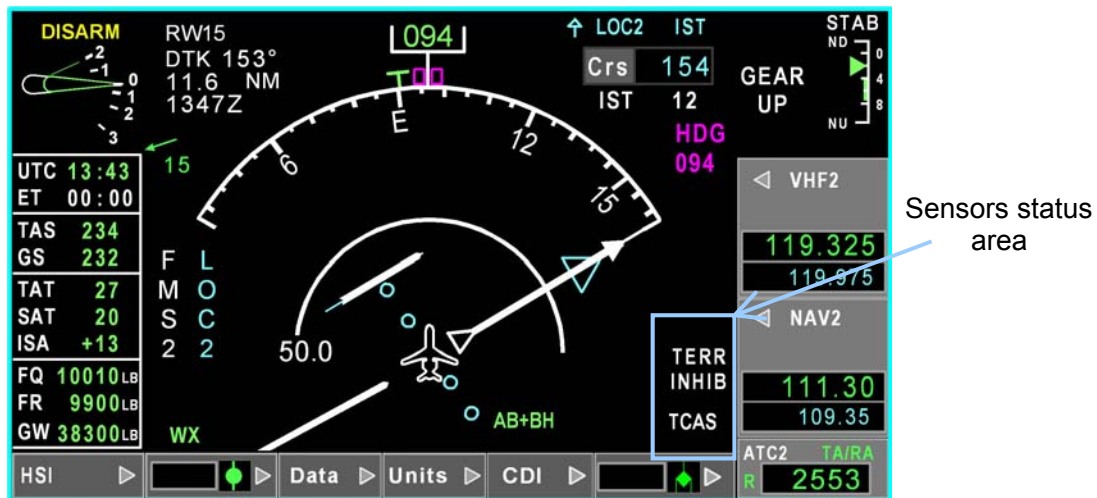 DISARM
2
1
0
1
2
3
RW15
DTK 153°
11.6 NM
1347Z
15
094
↑ LOC2 IST
Crs 154
IST 12
HDG
094
GEAR
UP
STAB
ND
0
4
8
NU
T
E
6
12
15
UTC 13:43
ET 00:00
TAS 234
GS 232
TAT 27
SAT 20
ISA +13
FQ 10010LB
FR 9900LB
GW 38300LB
FMS2
LOC2
50.0
WX
AB+BH
TERR
INHIB
TCAS
VHF2
119.325
119.975
NAV2
111.30
109.35
ATC2 TA/RA
R 2553
HSI
Data
Units
CDI
Sensors status
area